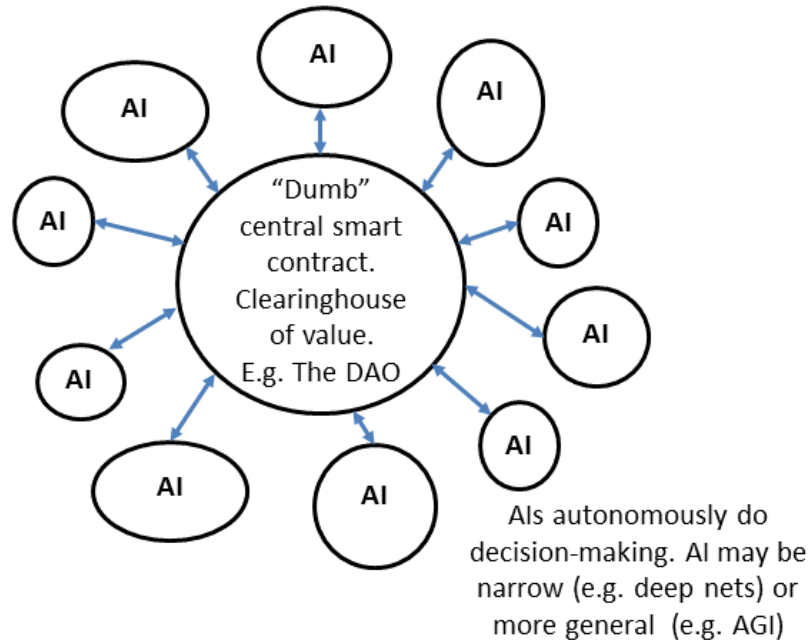 AI
AI
AI
AI
AI
AI
AI
AI
AI
AI
“Dumb”
central smart
contract.
Clearinghouse
of value.
E.g. The DAO
AIs autonomously do
decision-making. AI may be
narrow (e.g. deep nets) or
more general  (e.g. AGI)